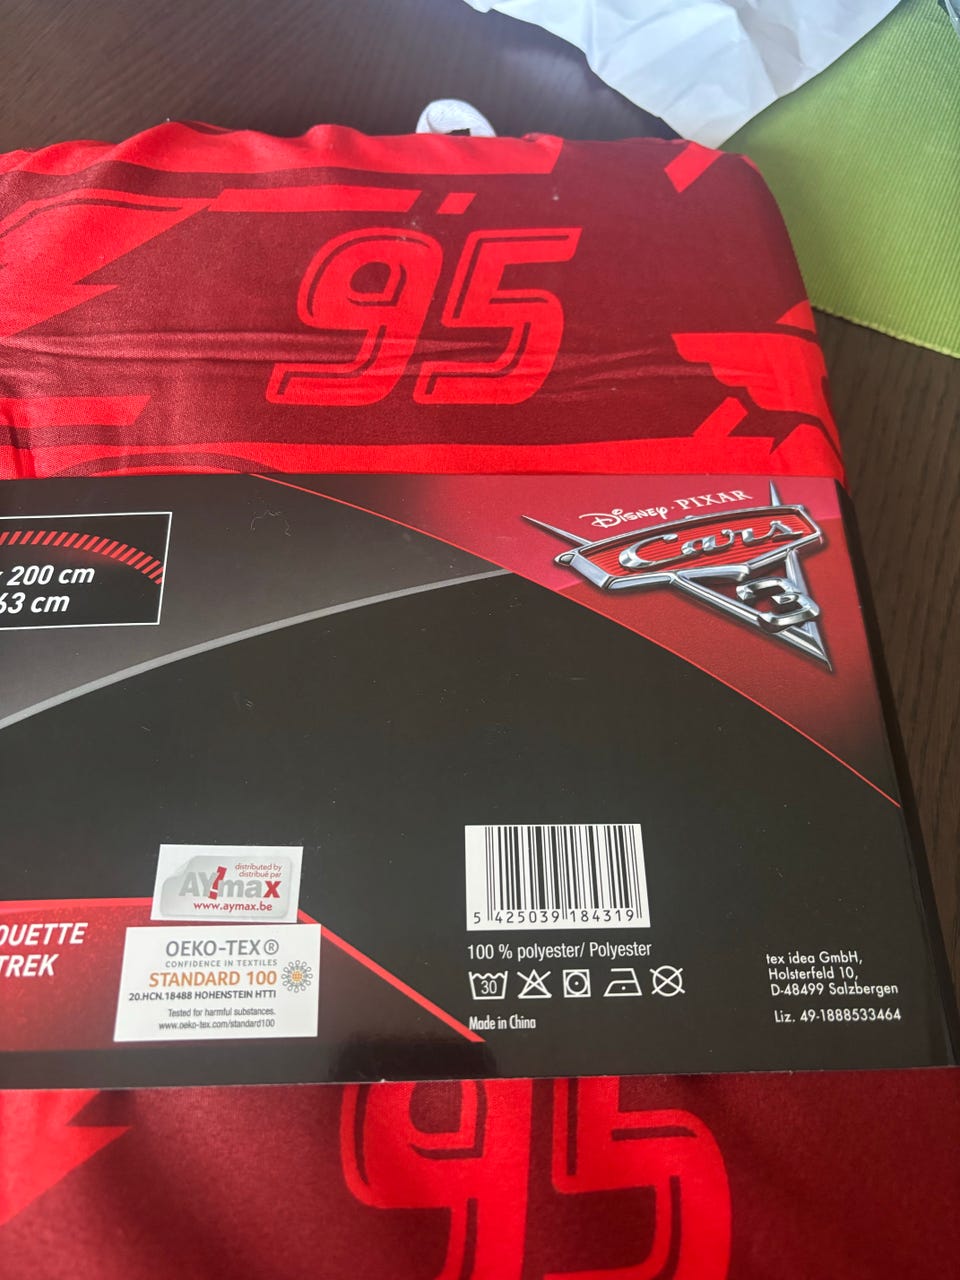 95
DISNEY · PIXAR
Cars
3
200 cm
63 cm
distributed by
distribué par
AYmax
www.aymax.be
OUETTE
TREK
OEKO-TEX®
CONFIDENCE IN TEXTILES
STANDARD 100
20.HCN.18488 HOHENSTEIN HTTI
Tested for harmful substances.
www.oeko-tex.com/standard100
5 425039 184319
100 % polyester/ Polyester
30
Made in China
tex idea GmbH,
Holsterfeld 10,
D-48499 Salzbergen
Liz. 49-1888533464
95